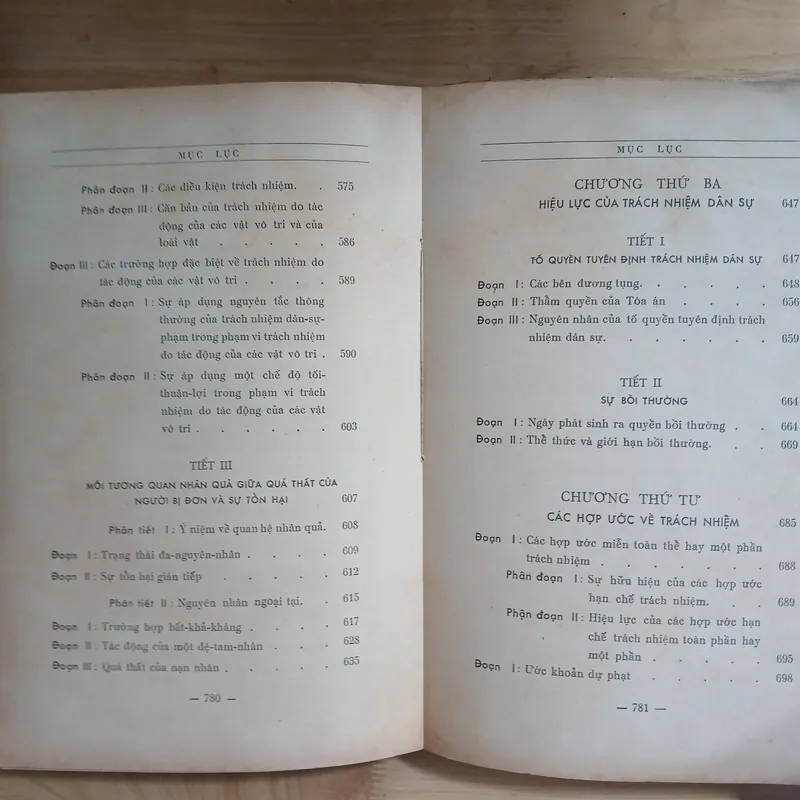 MỤC LỤC
Phân đoạn II : Các điều kiện trách nhiệm. . 575
Phân đoạn III : Căn bản của trách nhiệm do tác
động của các vật vô tri và của
loài vật . . . . . 586
Đoạn III : Các trường hợp đặc biệt về trách nhiệm do
tác động của các vật vô tri . . . . 589
Phân đoạn I : Sự áp dụng nguyên tắc thông
thường của trách nhiệm dân-sự-
phạm trong phạm vi trách nhiệm
do tác động của các vật vô tri . 590
Phân đoạn II : Sự áp dụng một chế độ tối-
thuận-lợi trong phạm vi trách
nhiệm do tác động của các vật
vô tri . . . . . . 603
TIẾT III
MỐI TƯƠNG QUAN NHÂN QUẢ GIỮA QUÁ THẤT CỦA
NGƯỜI BỊ ĐƠN VÀ SỰ TỔN HẠI 607
Phân tiết I : Ý niệm về quan hệ nhân quả. 608
Đoạn I : Trạng thái đa-nguyên-nhân . . . . 609
Đoạn II : Sự tổn hại gián tiếp . . . . . 612
Phân tiết II : Nguyên nhân ngoại tại. . 615
Đoạn I : Trường hợp bất-khả-kháng . . . . 617
Đoạn II : Tác động của một đệ-tam-nhân . . . 628
Đoạn III : Quá thất của nạn nhân . . . . . 635
— 780 —
MỤC LỤC
CHƯƠNG THỨ BA
HIỆU LỰC CỦA TRÁCH NHIỆM DÂN SỰ 647
TIẾT I
TỐ QUYỀN TUYÊN ĐỊNH TRÁCH NHIỆM DÂN SỰ 647
Đoạn I : Các bên đương tụng. . . . . . 648
Đoạn II : Thẩm quyền của Tòa án . . . . 656
Đoạn III : Nguyên nhân của tố quyền tuyên định trách
nhiệm dân sự. . . . . . . 659
TIẾT II
SỰ BỒI THƯỜNG 664
Đoạn I : Ngày phát sinh ra quyền bồi thường . . 664
Đoạn II : Thể thức và giới hạn bồi thường. . . 669
CHƯƠNG THỨ TƯ
CÁC HỢP ƯỚC VỀ TRÁCH NHIỆM 685
Đoạn I : Các hợp ước miễn toàn thể hay một phần
trách nhiệm . . . . . . . 688
Phân đoạn I : Sự hữu hiệu của các hợp ước
hạn chế trách nhiệm. . . 689
Phận đoạn II : Hiệu lực của các hợp ước hạn
chế trách nhiệm toàn phần hay
một phần . . . . . 695
Đoạn I : Ước khoản dự phạt . . . . . 698
— 781 —